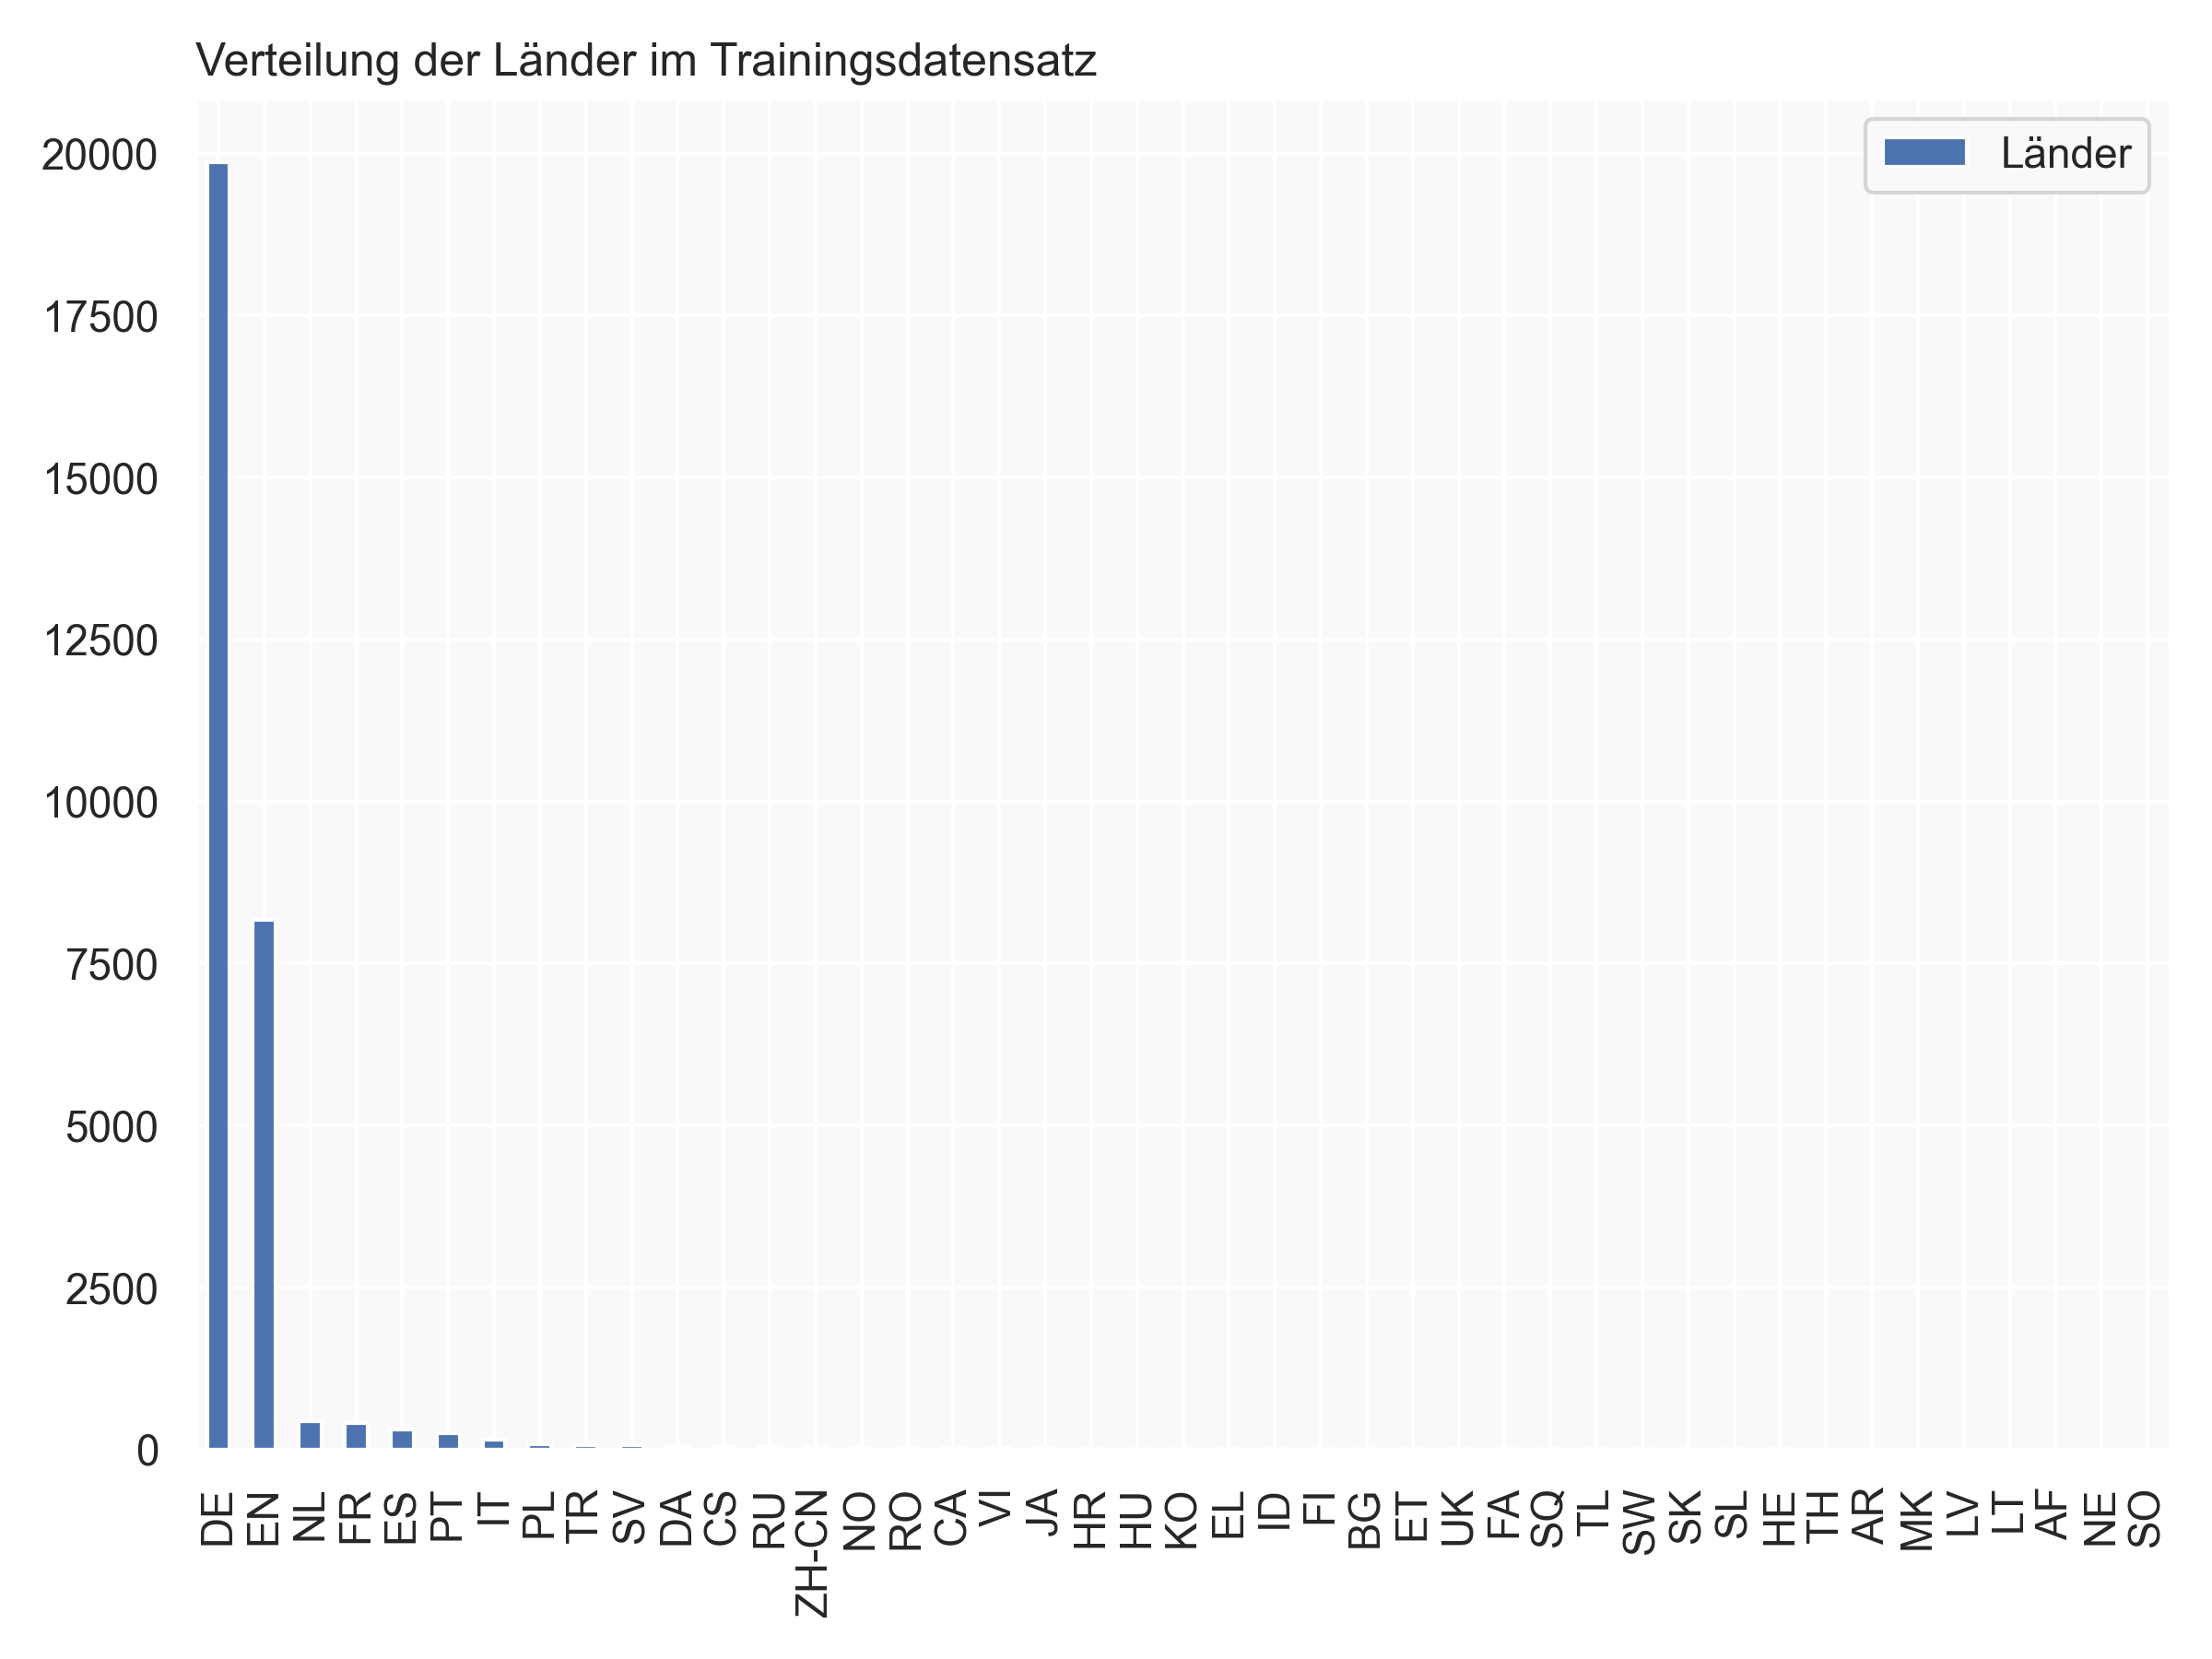 Verteilung der Länder im Trainingsdatensatz
Länder
20000
17500
15000
12500
10000
7500
5000
2500
0
DE
EN
NL
FR
ES
PT
IT
PL
TR
SV
DA
CS
RU
ZH-CN
NO
RO
CA
VI
JA
HR
HU
KO
EL
ID
FI
BG
ET
UK
FA
SQ
TL
SW
SK
SL
HE
TH
AR
MK
LV
LT
AF
NE
SO